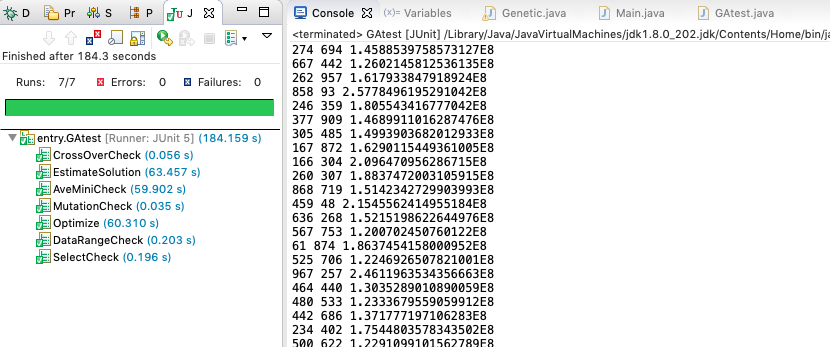 D
Pr
S
P
J
Finished after 184.3 seconds
Runs: 7/7 Errors: 0 Failures: 0
entry.GAtest [Runner: JUnit 5] (184.159 s)
CrossOverCheck (0.056 s)
EstimateSolution (63.457 s)
AveMiniCheck (59.902 s)
MutationCheck (0.035 s)
Optimize (60.310 s)
DataRangeCheck (0.203 s)
SelectCheck (0.196 s)
Console Variables Genetic.java Main.java GAtest.java
<terminated> GAtest [JUnit] /Library/Java/JavaVirtualMachines/jdk1.8.0_202.jdk/Contents/Home/bin/ja
274 694 1.4588539758573127E8
667 442 1.2602145812536135E8
262 957 1.617933847918924E8
858 93 2.5778496195291042E8
246 359 1.805543416777042E8
377 909 1.4689911016287476E8
305 485 1.4993903682012933E8
167 872 1.6290115449361005E8
166 304 2.096470956286715E8
260 307 1.8837472003105915E8
868 719 1.5142342729903993E8
459 48 2.1545562414955184E8
636 268 1.5215198622644976E8
567 753 1.200702450760122E8
61 874 1.8637454158000952E8
525 706 1.2246926507821001E8
967 257 2.4611963534356663E8
464 440 1.3035289010890059E8
480 533 1.2333679559059912E8
442 686 1.371777197106283E8
234 402 1.7544803578343502E8
500 622 1.2291099101562789E8